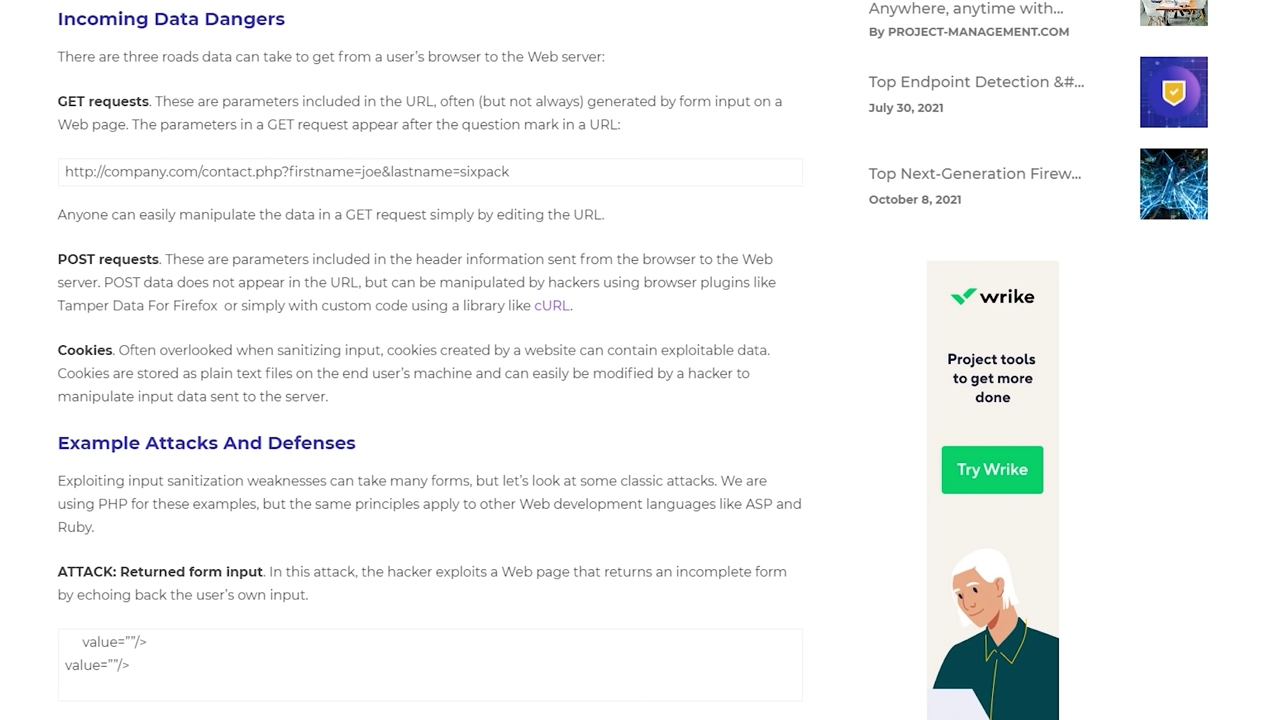 Incoming Data Dangers
There are three roads data can take to get from a user's browser to the Web server:
GET requests. These are parameters included in the URL, often (but not always) generated by form input on a
Web page. The parameters in a GET request appear after the question mark in a URL:
http://company.com/contact.php?firstname=joe&lastname=sixpack
Anyone can easily manipulate the data in a GET request simply by editing the URL.
POST requests. These are parameters included in the header information sent from the browser to the Web
server. POST data does not appear in the URL, but can be manipulated by hackers using browser plugins like
Tamper Data For Firefox  or simply with custom code using a library like cURL.
Cookies. Often overlooked when sanitizing input, cookies created by a website can contain exploitable data.
Cookies are stored as plain text files on the end user's machine and can easily be modified by a hacker to
manipulate input data sent to the server.
Example Attacks And Defenses
Exploiting input sanitization weaknesses can take many forms, but let's look at some classic attacks. We are
using PHP for these examples, but the same principles apply to other Web development languages like ASP and
Ruby.
ATTACK: Returned form input. In this attack, the hacker exploits a Web page that returns an incomplete form
by echoing back the user's own input.
value=""/>
value=""/>
Anywhere, anytime with...
By PROJECT-MANAGEMENT.COM
Top Endpoint Detection &#...
July 30, 2021
Top Next-Generation Firew...
October 8, 2021
wrike
Project tools
to get more
done
Try Wrike